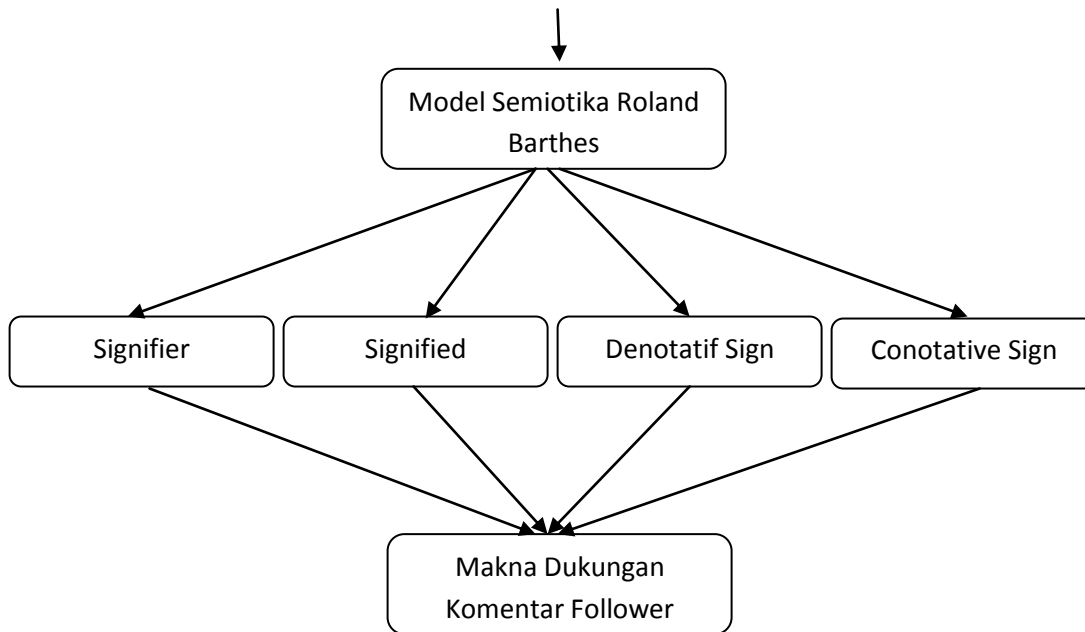 Model Semiotika Roland
Barthes
Signifier
Signified
Denotatif Sign
Conotative Sign
Makna Dukungan
Komentar Follower